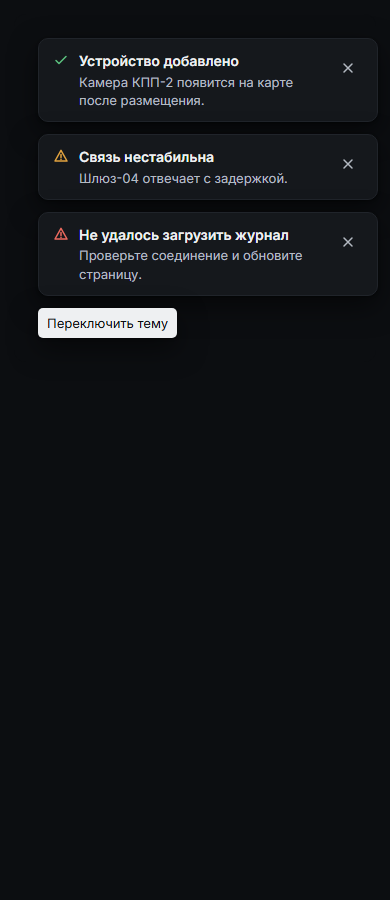 Устройство добавлено
Камера КПП-2 появится на карте
после размещения.
Связь нестабильна
Шлюз-04 отвечает с задержкой.
Не удалось загрузить журнал
Проверьте соединение и обновите
страницу.
Переключить тему